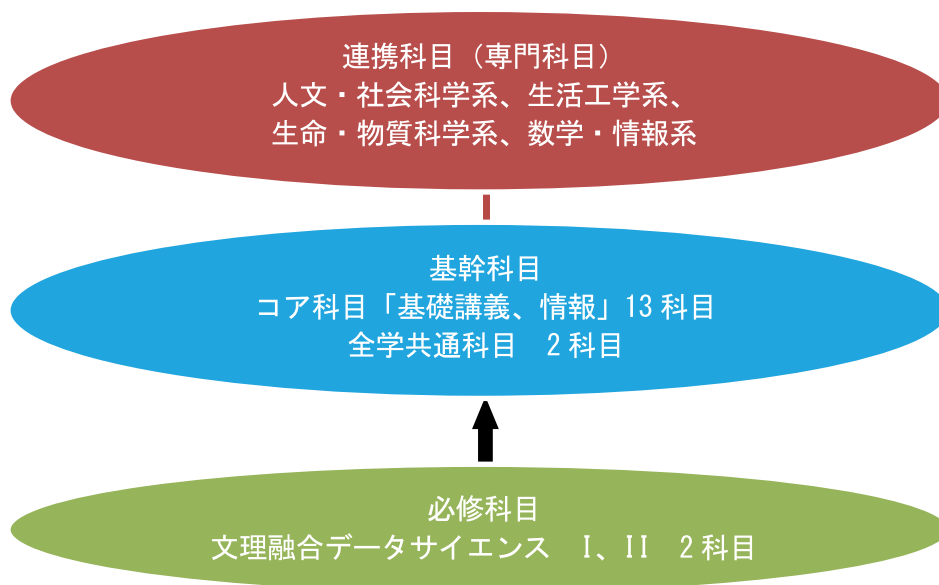 連携科目（専門科目）
人文・社会科学系、生活工学系、
生命・物質科学系、数学・情報系
基幹科目
コア科目「基礎講義、情報」13 科目
全学共通科目　2 科目
必修科目
文理融合データサイエンス　I、II　2 科目